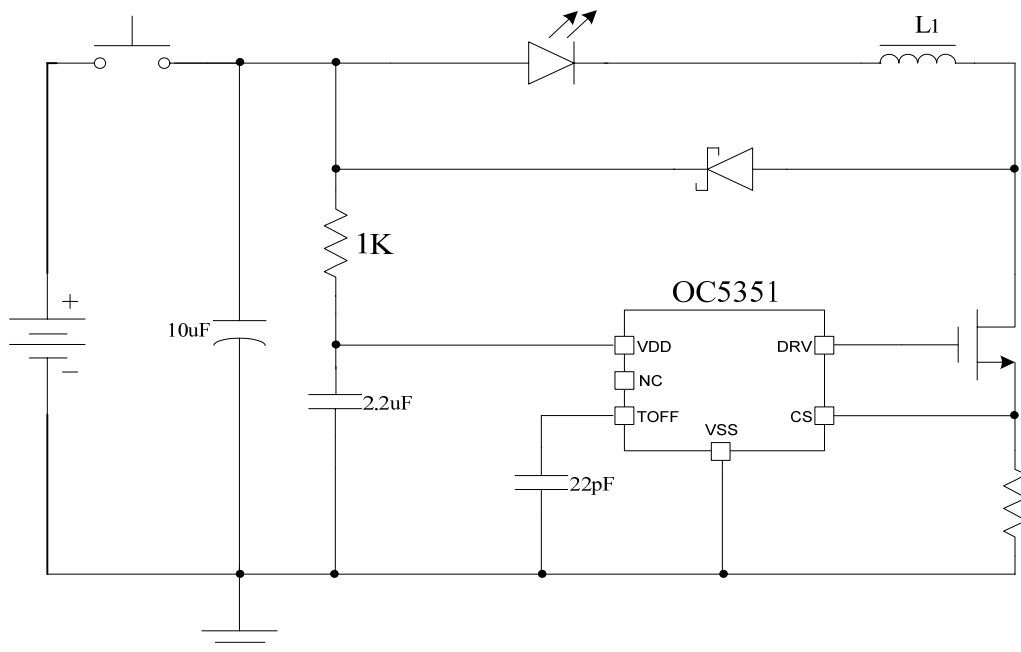 L1
+
1K
OC5351
10uF
VDD
DRV
NC
2.2uF
TOFF
CS
VSS
22pF
−